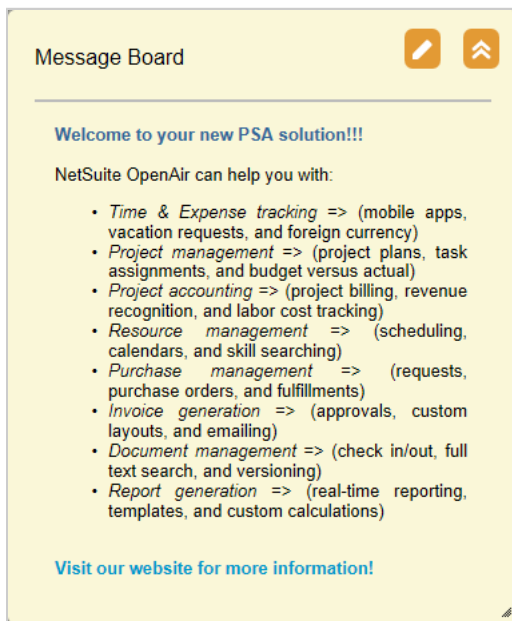 Message Board
Welcome to your new PSA solution!!!
NetSuite OpenAir can help you with:
• Time & Expense tracking => (mobile apps,
vacation requests, and foreign currency)
• Project management => (project plans, task
assignments, and budget versus actual)
• Project accounting => (project billing, revenue
recognition, and labor cost tracking)
• Resource management => (scheduling,
calendars, and skill searching)
• Purchase management => (requests,
purchase orders, and fulfillments)
• Invoice generation => (approvals, custom
layouts, and emailing)
• Document management => (check in/out, full
text search, and versioning)
• Report generation => (real-time reporting,
templates, and custom calculations)
Visit our website for more information!